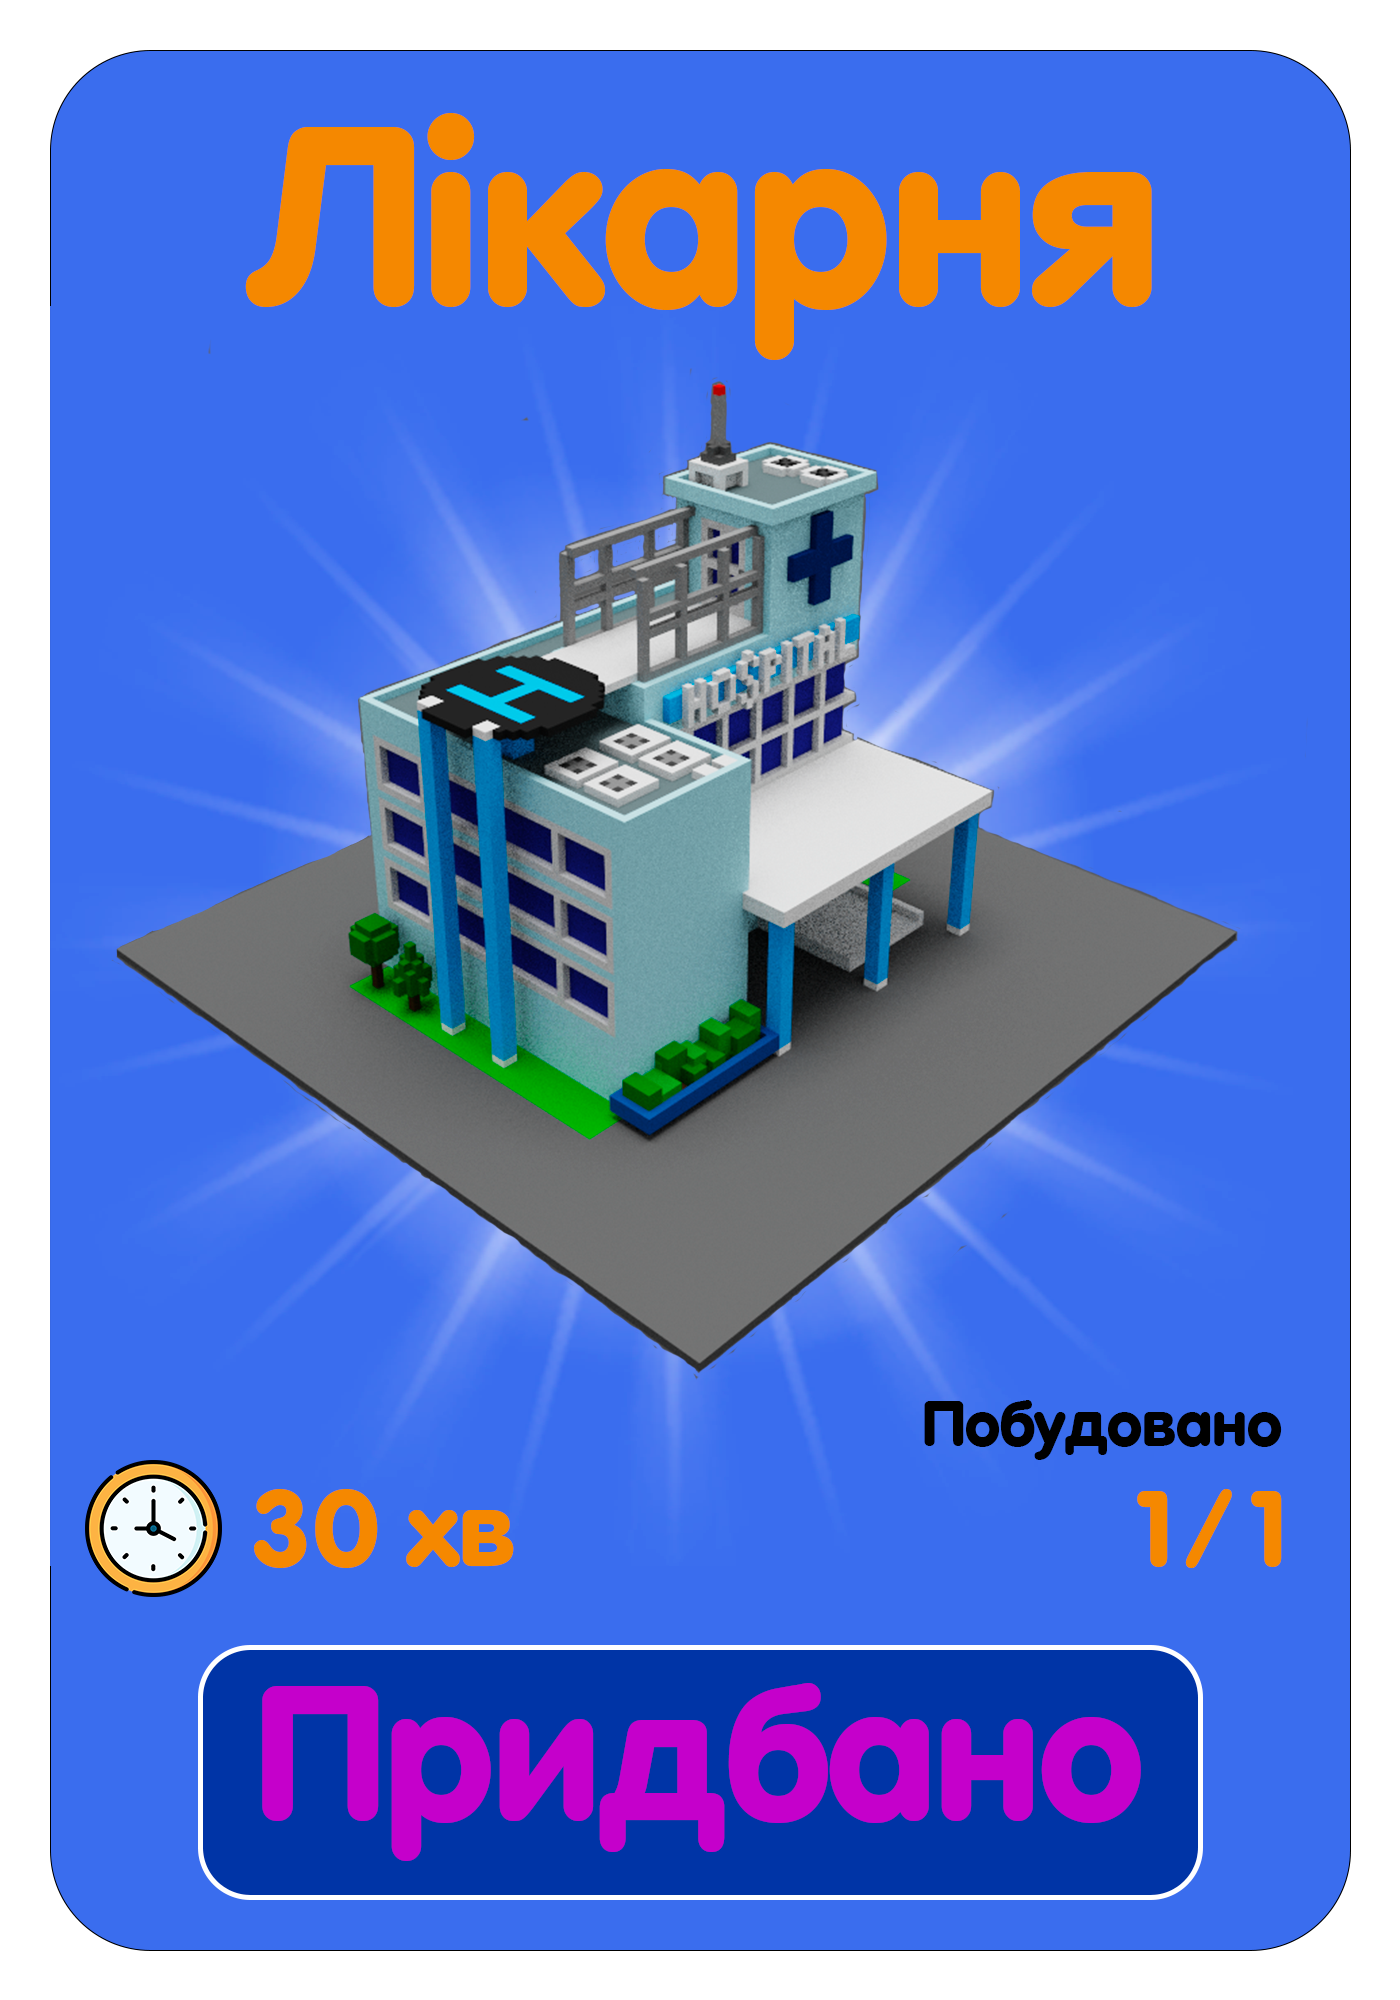 Лікарня
H
HOSPITAL
Побудовано
30 хв
1/1
Придбано